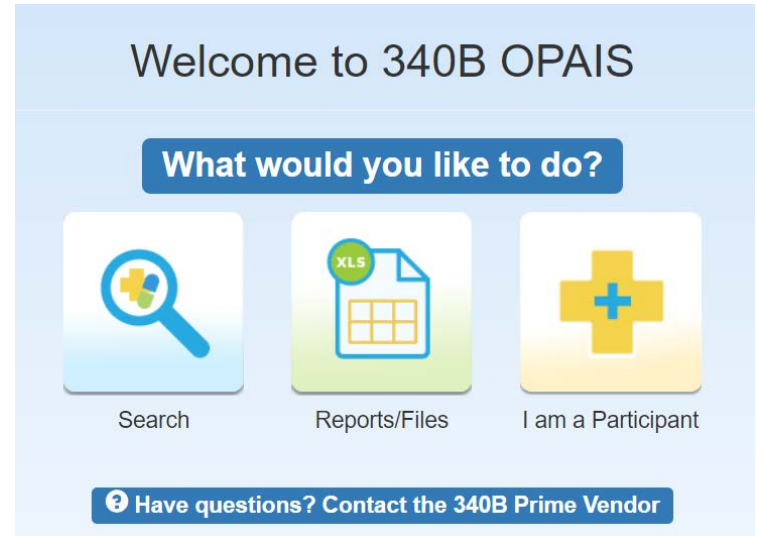 Welcome to 340B OPAIS
What would you like to do?
XLS
Search
Reports/Files
I am a Participant
? Have questions? Contact the 340B Prime Vendor